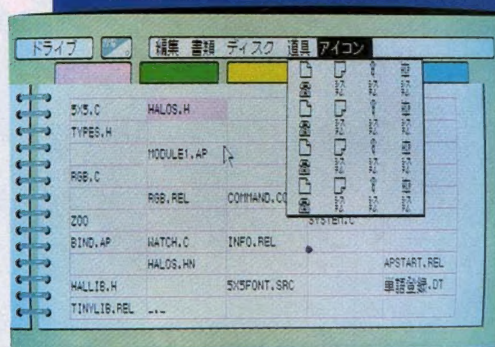 ドライブ 編集 書類 ディスク 道具 アイコン
5X5.C HALOS.H
TYPES.H
MODULE1.AP
RGB.C
RGB.REL COMMAND.CO
SYSTEM.C
ZOO
BIND.AP WATCH.C INFO.REL
HALOS.HN APSTART.REL
HALLIB.H 5X5FONT.SRC 単語登録.DT
TINYLIB.REL